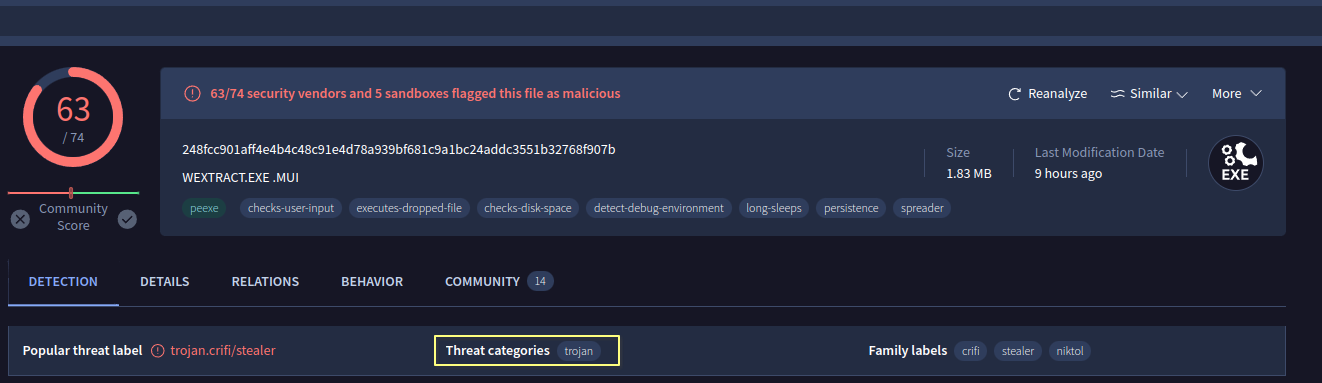 63
/ 74
Community
Score
63/74 security vendors and 5 sandboxes flagged this file as malicious
Reanalyze Similar More
248fcc901aff4e4b4c48c91e4d78a939bf681c9a1bc24addc3551b32768f907b
WEXTRACT.EXE .MUI
peexe checks-user-input executes-dropped-file checks-disk-space detect-debug-environment long-sleeps persistence spreader
Size
1.83 MB
Last Modification Date
9 hours ago
EXE
DETECTION DETAILS RELATIONS BEHAVIOR COMMUNITY 14
Popular threat label trojan.crifi/stealer Threat categories trojan Family labels crifi stealer niktol